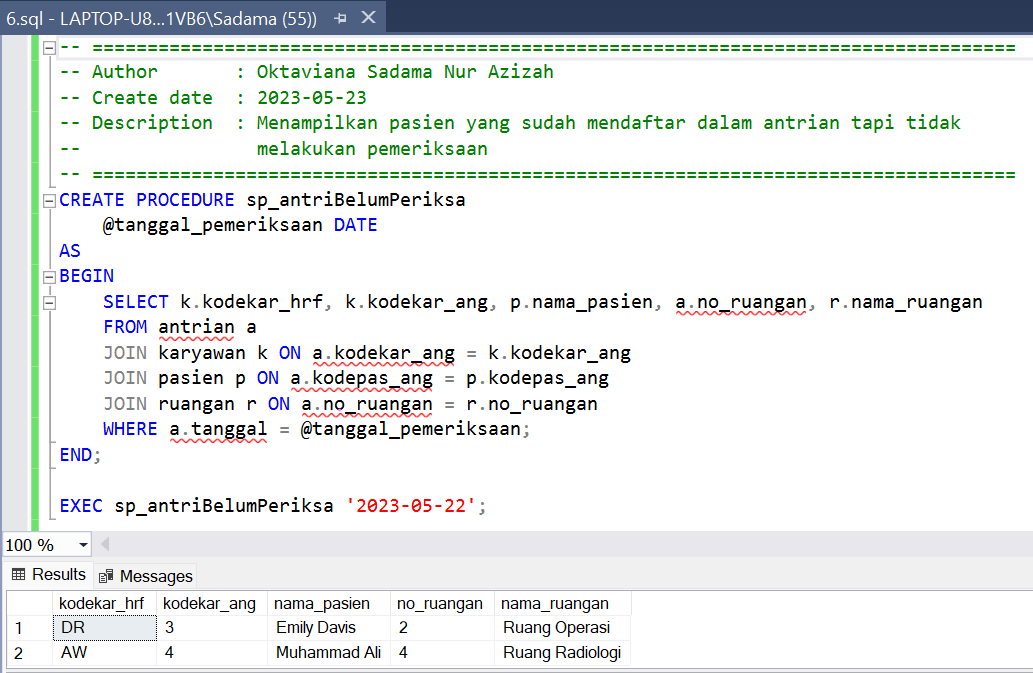 6.sql - LAPTOP-U8...1VB6\Sadama (55))
-- ====================================================================================
-- Author       : Oktaviana Sadama Nur Azizah
-- Create date  : 2023-05-23
-- Description  : Menampilkan pasien yang sudah mendaftar dalam antrian tapi tidak
--                melakukan pemeriksaan
-- ====================================================================================
CREATE PROCEDURE sp_antriBelumPeriksa
    @tanggal_pemeriksaan DATE
AS
BEGIN
    SELECT k.kodekar_hrf, k.kodekar_ang, p.nama_pasien, a.no_ruangan, r.nama_ruangan
    FROM antrian a
    JOIN karyawan k ON a.kodekar_ang = k.kodekar_ang
    JOIN pasien p ON a.kodepas_ang = p.kodepas_ang
    JOIN ruangan r ON a.no_ruangan = r.no_ruangan
    WHERE a.tanggal = @tanggal_pemeriksaan;
END;
EXEC sp_antriBelumPeriksa '2023-05-22';
100 %
Results Messages
kodekar_hrf kodekar_ang nama_pasien no_ruangan nama_ruangan
1 DR 3 Emily Davis 2 Ruang Operasi
2 AW 4 Muhammad Ali 4 Ruang Radiologi